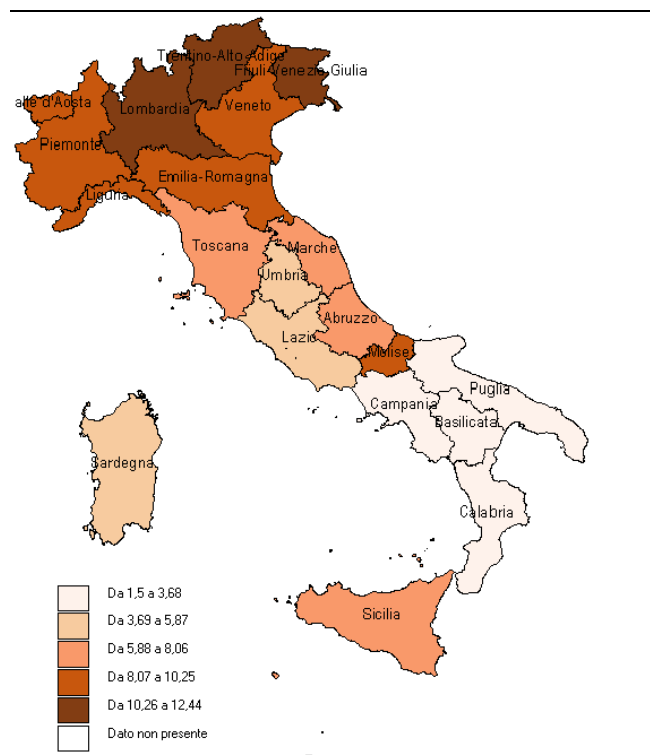 Trentino-Alto Adige
Friuli-Venezia Giulia
alle d'Aosta
Lombardia
Veneto
Piemonte
Emilia-Romagna
Liguria
Toscana
Marche
Umbria
Abruzzo
Lazio
Molise
Puglia
Campania
Basilicata
Sardegna
Calabria
Sicilia
Da 1,5 a 3,68
Da 3,69 a 5,87
Da 5,88 a 8,06
Da 8,07 a 10,25
Da 10,26 a 12,44
Dato non presente